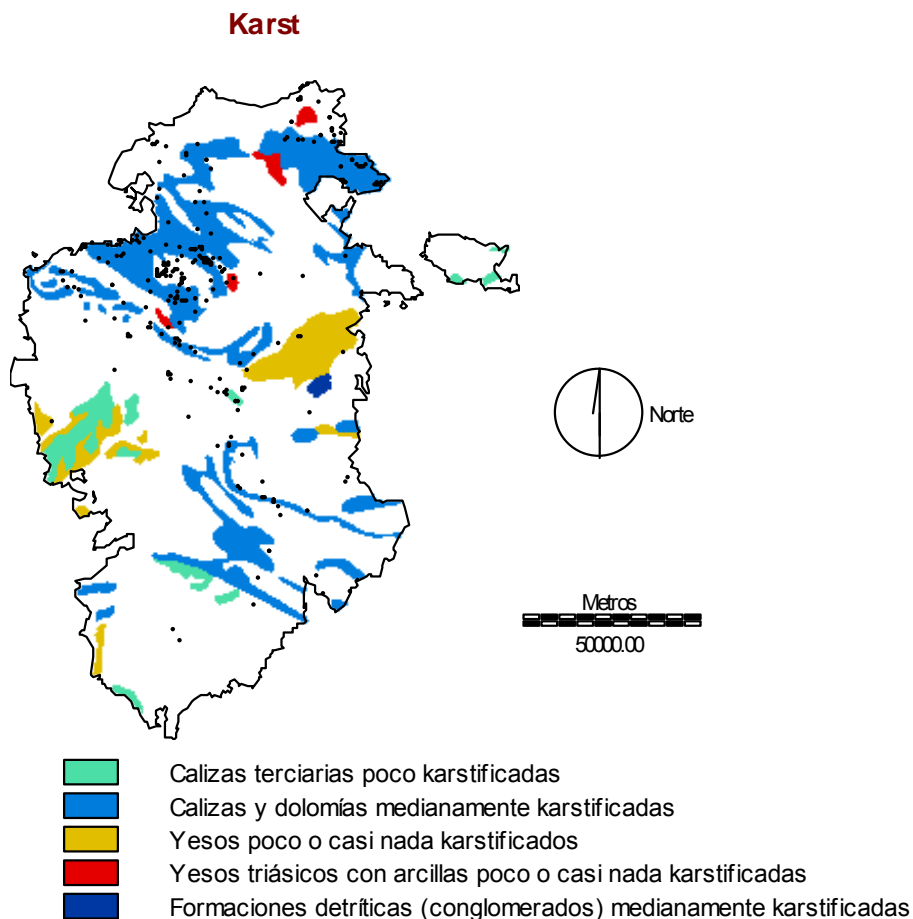 Karst
Norte
Metros
50000.00
Calizas terciarias poco karstificadas
Calizas y dolomías medianamente karstificadas
Yesos poco o casi nada karstificados
Yesos triásicos con arcillas poco o casi nada karstificadas
Formaciones detríticas (conglomerados) medianamente karstificadas